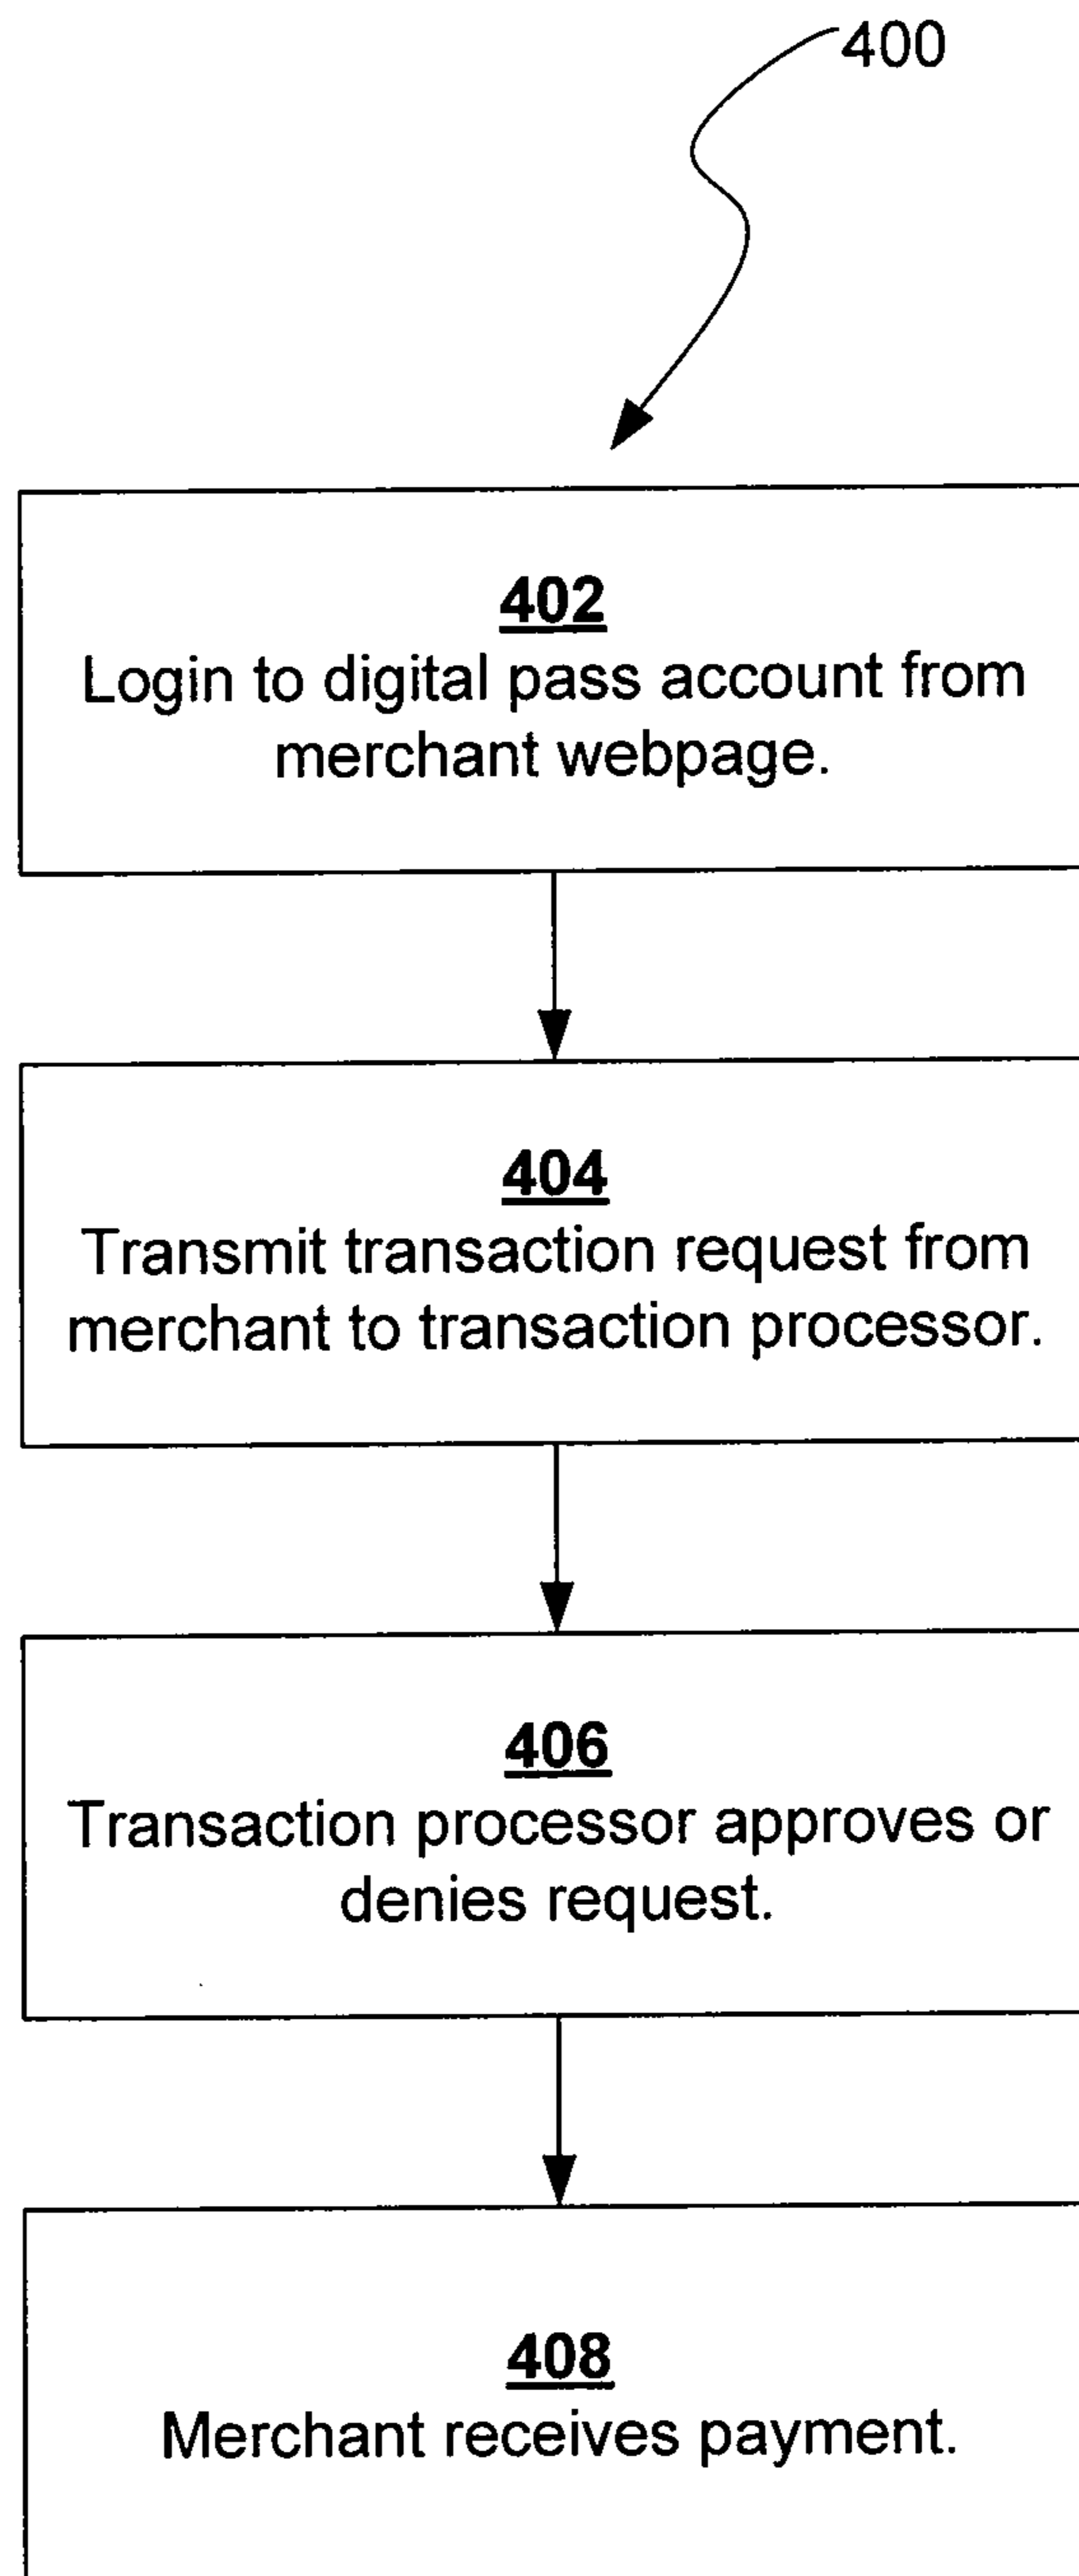 400
402
Login to digital pass account from
merchant webpage.
404
Transmit transaction request from
merchant to transaction processor.
406
Transaction processor approves or
denies request.
408
Merchant receives payment.